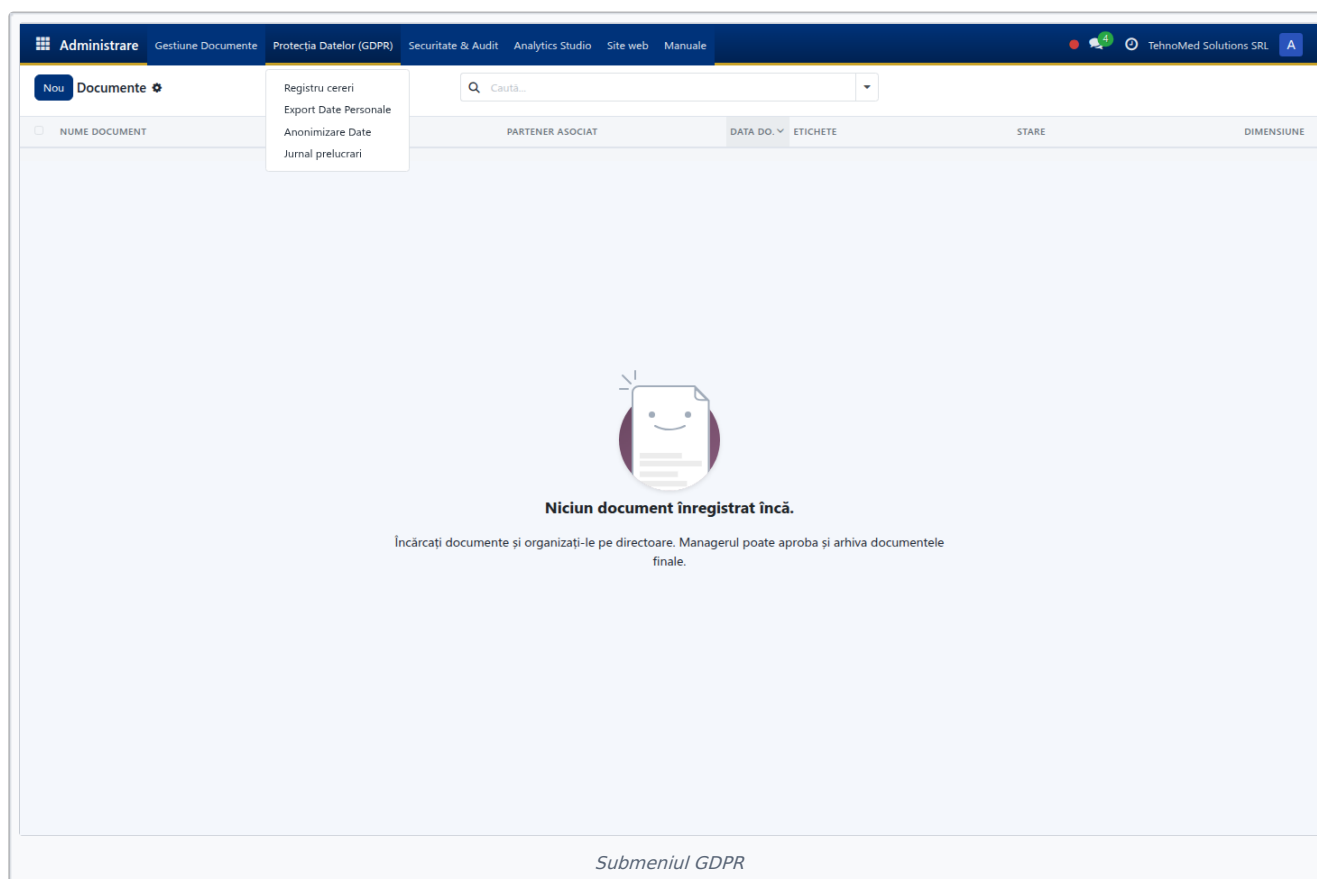 Administrare Gestiune Documente Protecția Datelor (GDPR) Securitate & Audit Analytics Studio Site web Manuale 4 TehnoMed Solutions SRL A
Nou Documente Caută...
Registru cereri
Export Date Personale
Anonimizare Date
Jurnal prelucrari
NUME DOCUMENT PARTENER ASOCIAT DATA DO. ETICHETE STARE DIMENSIUNE
Niciun document înregistrat încă.
Încărcați documente și organizați-le pe directoare. Managerul poate aproba și arhiva documentele
finale.
Submeniul GDPR